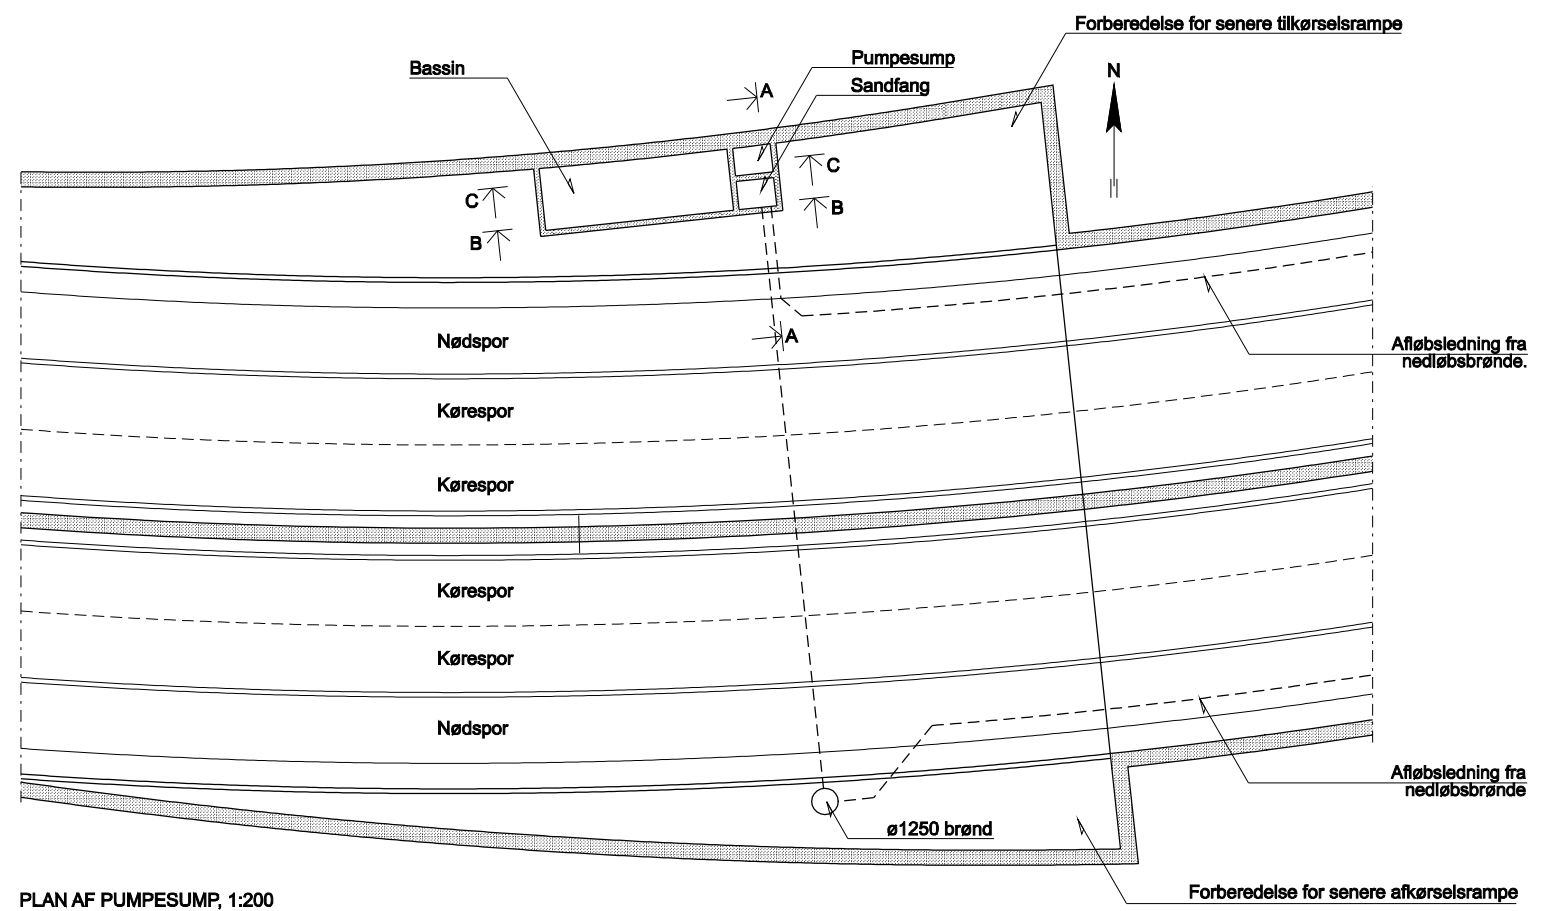 Forberedelse for senere tilkørselsrampe
Pumpesump
Bassin
Sandfang
N
A
C
C
B
B
A
Nødspor
Afløbsledning fra
nedløbsbrønde.
Kørespor
Kørespor
Kørespor
Kørespor
Nødspor
Afløbsledning fra
nedløbsbrønde
ø1250 brønd
Forberedelse for senere afkørselsrampe
PLAN AF PUMPESUMP, 1:200